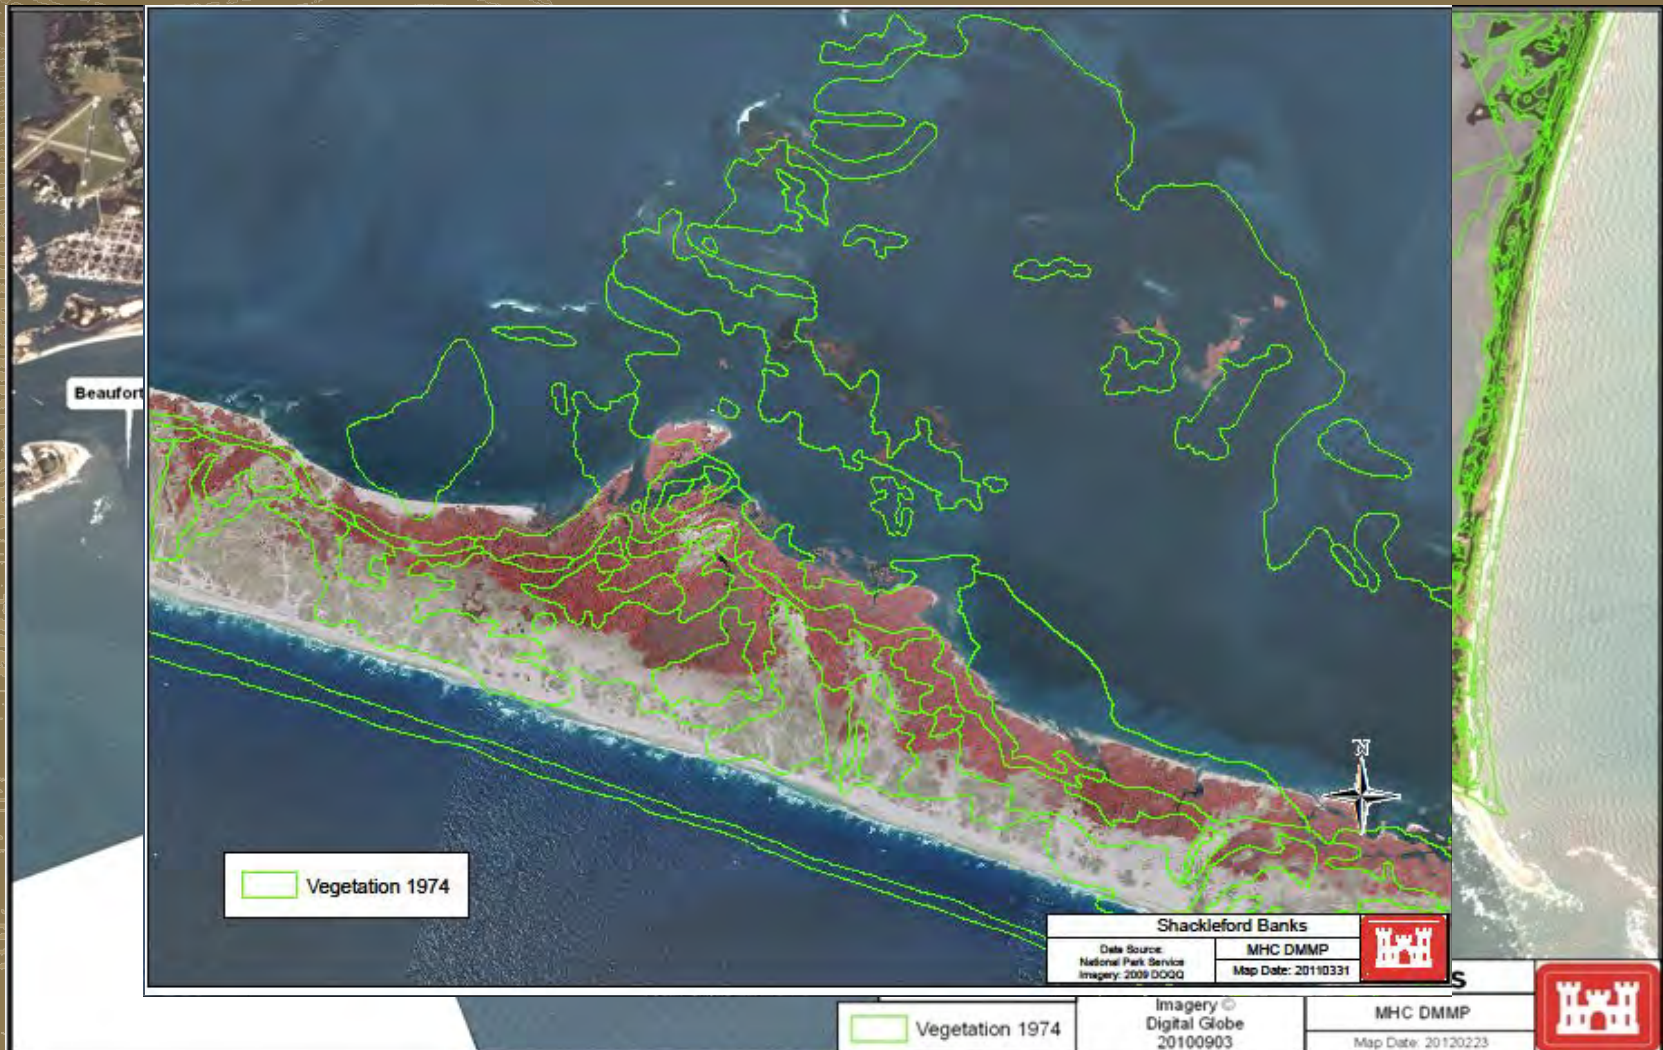 Beaufort
Vegetation 1974
N
Shackleford Banks
Data Source:
National Park Service
Imagery: 2009 DOQQ
MHC DMMP
Map Date: 20110331
S
Vegetation 1974
Imagery ©
Digital Globe
20100903
MHC DMMP
Map Date: 20120223